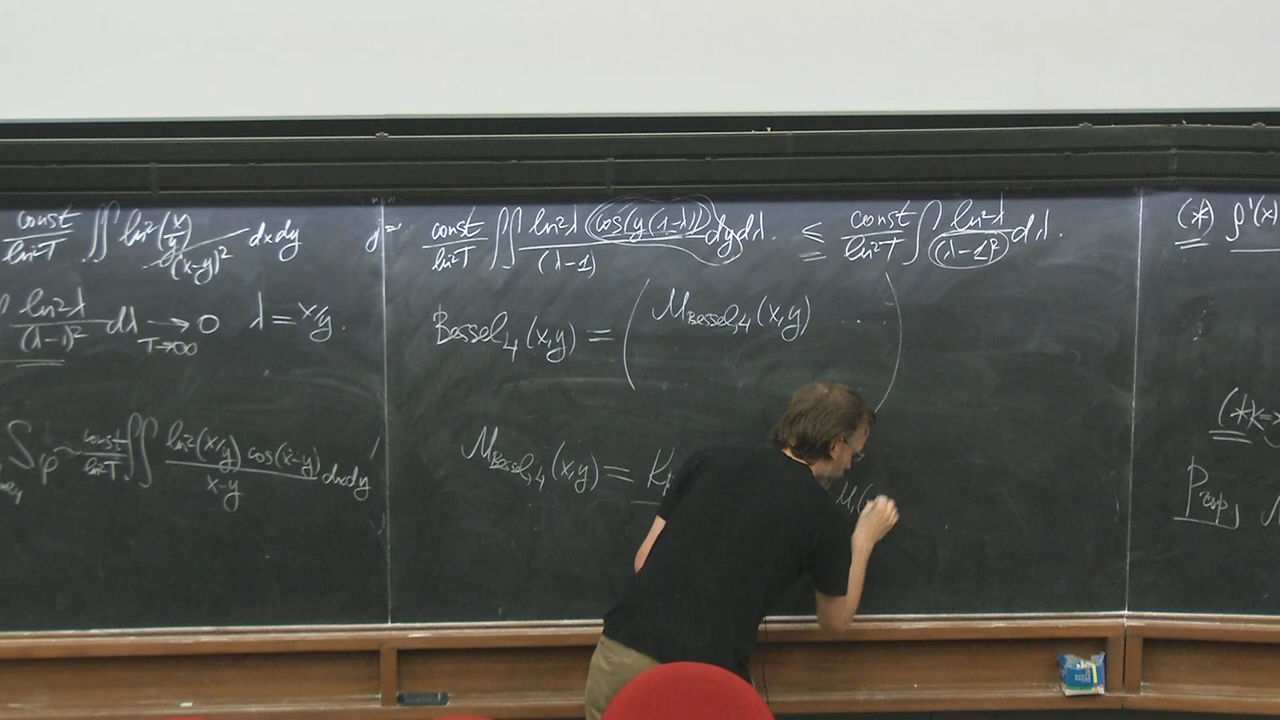 const/ln²T ∬ ln²(x/y)/(x-y)² dxdy
ln²λ/(λ-1)² dλ → 0 T→∞ λ = x/y.
S φ ~ const/ln²T ∬ ln²(x/y) cos(x-y)/x-y dxdy
const/ln²T ∬ ln²λ cos(y(1-λ))/(λ-1) dydλ. ≤ const/ln²T ∫ ln²λ/(λ-1)² dλ.
Bessel₄(x,y) = ( M_Bessel,4(x,y) ... )
M_Bessel,4(x,y) = K
(*) ρ'(x)
(*) K=
Prop